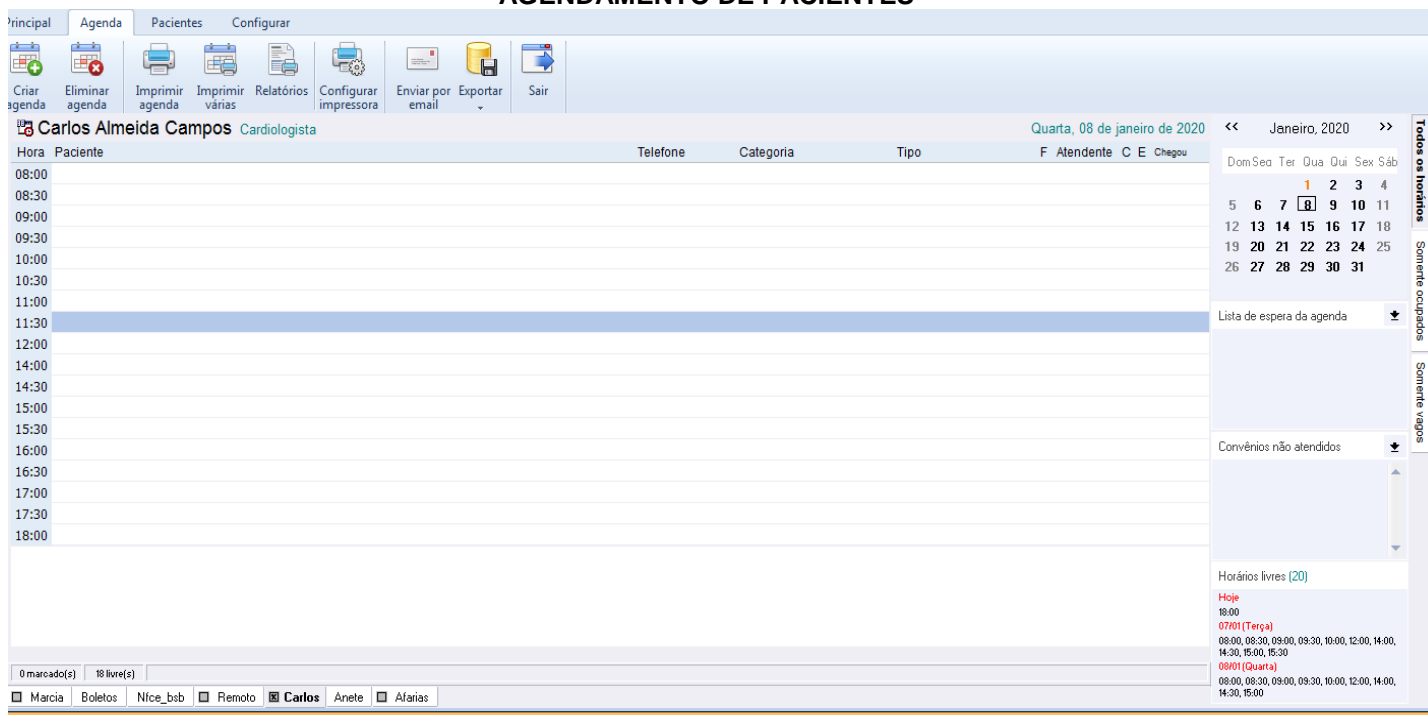 AGENDAMENTO DE PACIENTES
Principal Agenda Pacientes Configurar
Criar agenda Eliminar agenda Imprimir agenda Imprimir várias Relatórios Configurar impressora Enviar por email Exportar Sair
Carlos Almeida Campos Cardiologista Quarta, 08 de janeiro de 2020
Hora Paciente Telefone Categoria Tipo F Atendente C E Chegou
08:00
08:30
09:00
09:30
10:00
10:30
11:00
11:30
12:00
14:00
14:30
15:00
15:30
16:00
16:30
17:00
17:30
18:00
<< Janeiro, 2020 >>
Dom Seg Ter Qua Qui Sex Sáb
1 2 3 4
5 6 7 8 9 10 11
12 13 14 15 16 17 18
19 20 21 22 23 24 25
26 27 28 29 30 31
Lista de espera da agenda
Convênios não atendidos
Horários livres (20)
Hoje
18:00
07/01 (Terça)
08:00, 08:30, 09:00, 09:30, 10:00, 12:00, 14:00,
14:30, 15:00, 15:30
08/01 (Quarta)
08:00, 08:30, 09:00, 09:30, 10:00, 12:00, 14:00,
14:30, 15:00
Todos os horários
Somente ocupados
Somente vagos
0 marcado(s) 18 livre(s)
Marcia Boletos Nfce_bsb Remoto Carlos Anete Afarias